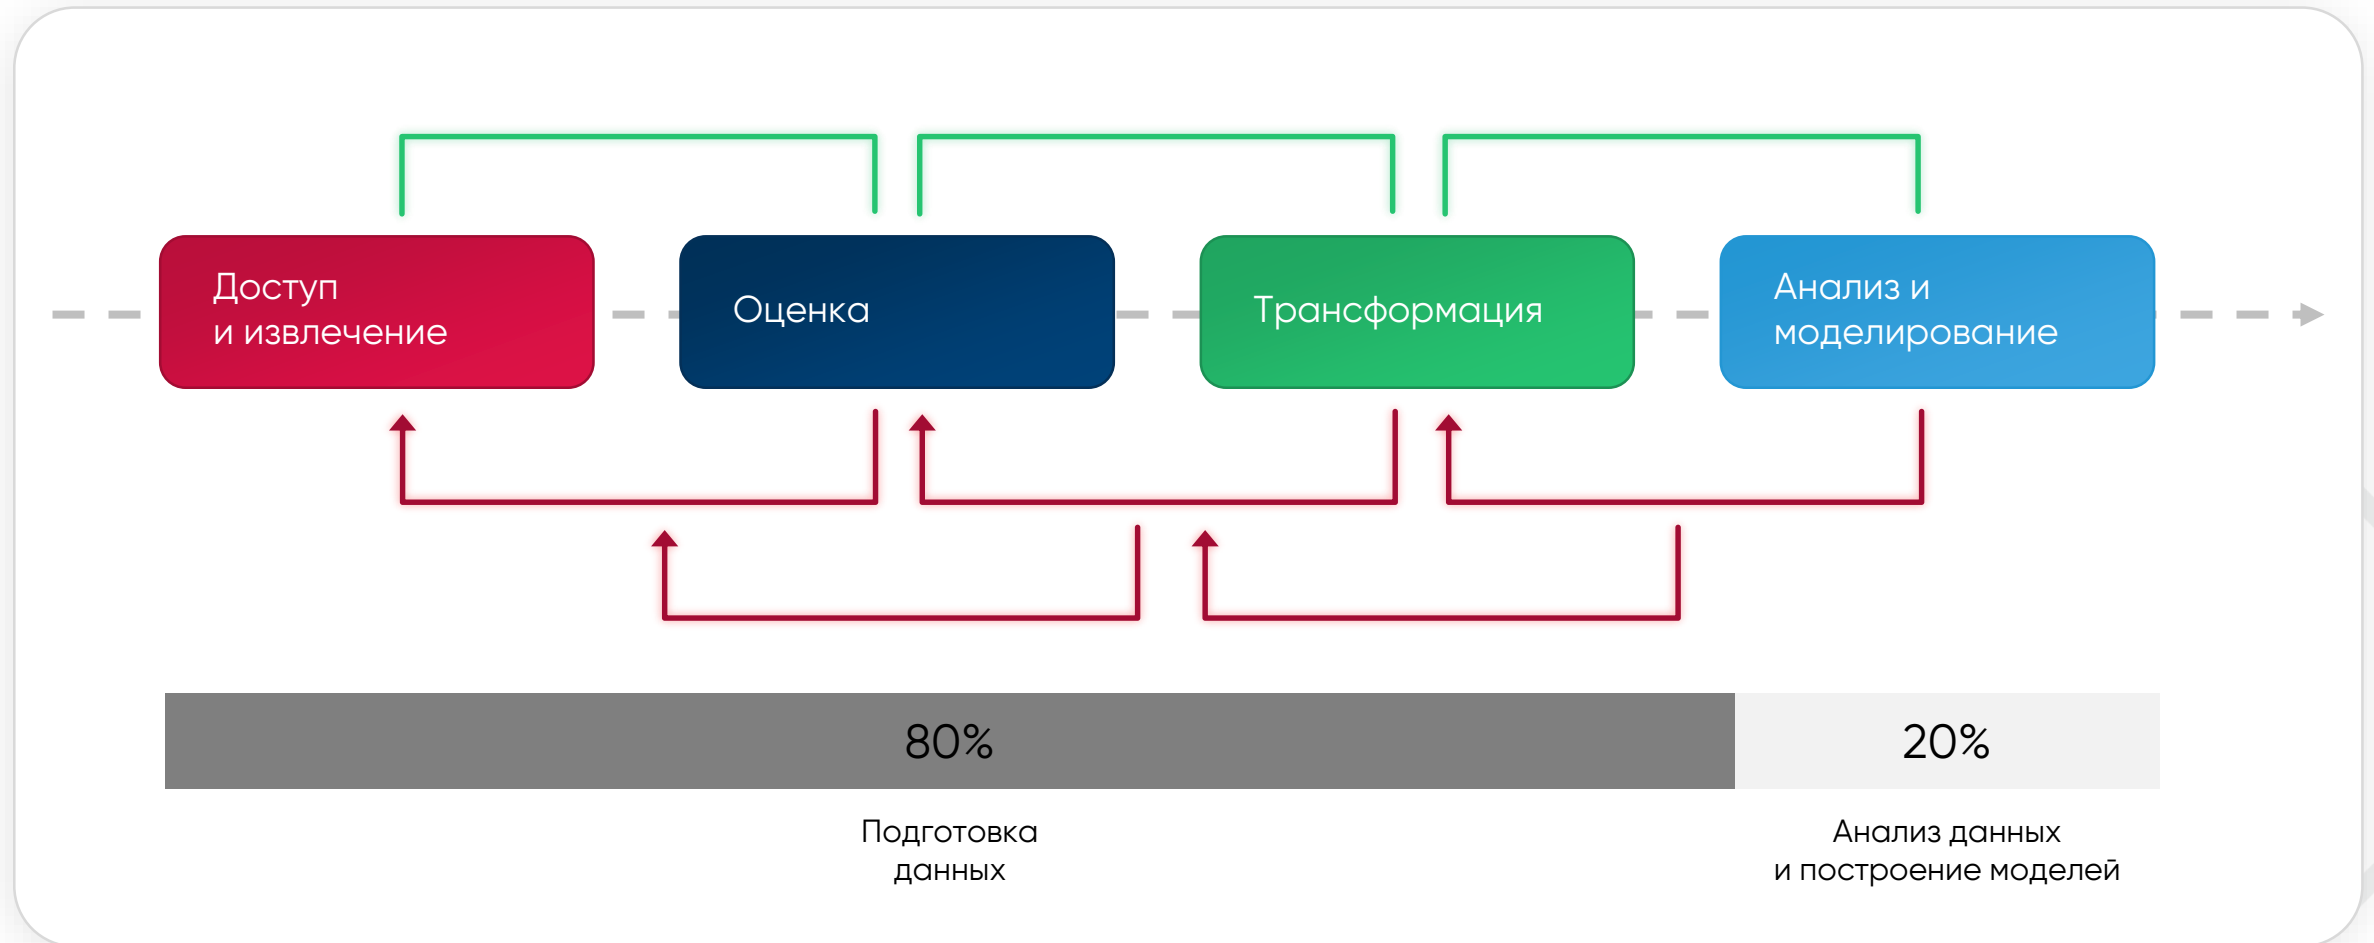 Доступ
и извлечение
Оценка
Трансформация
Анализ и
моделирование
80%
20%
Подготовка
данных
Анализ данных
и построение моделей